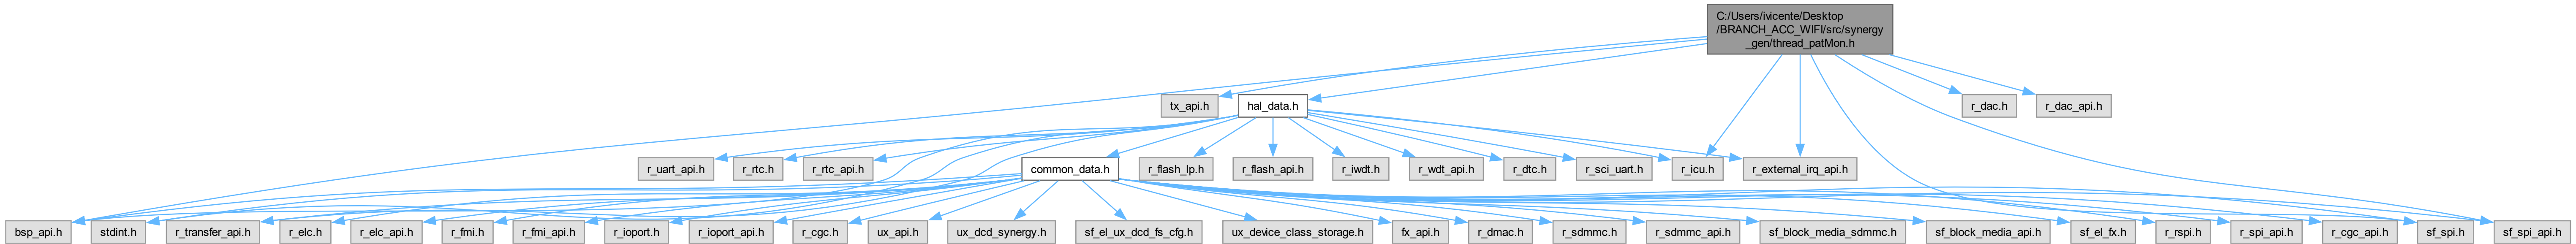 C:/Users/ivicente/Desktop
/BRANCH_ACC_WIFI/src/synergy
_gen/thread_patMon.h
tx_api.h
hal_data.h
r_dac.h
r_dac_api.h
r_uart_api.h
r_rtc.h
r_rtc_api.h
common_data.h
r_flash_lp.h
r_flash_api.h
r_iwdt.h
r_wdt_api.h
r_dtc.h
r_sci_uart.h
r_icu.h
r_external_irq_api.h
bsp_api.h
stdint.h
r_transfer_api.h
r_elc.h
r_elc_api.h
r_fmi.h
r_fmi_api.h
r_ioport.h
r_ioport_api.h
r_cgc.h
ux_api.h
ux_dcd_synergy.h
sf_el_ux_dcd_fs_cfg.h
ux_device_class_storage.h
fx_api.h
r_dmac.h
r_sdmmc.h
r_sdmmc_api.h
sf_block_media_sdmmc.h
sf_block_media_api.h
sf_el_fx.h
r_rspi.h
r_spi_api.h
r_cgc_api.h
sf_spi.h
sf_spi_api.h